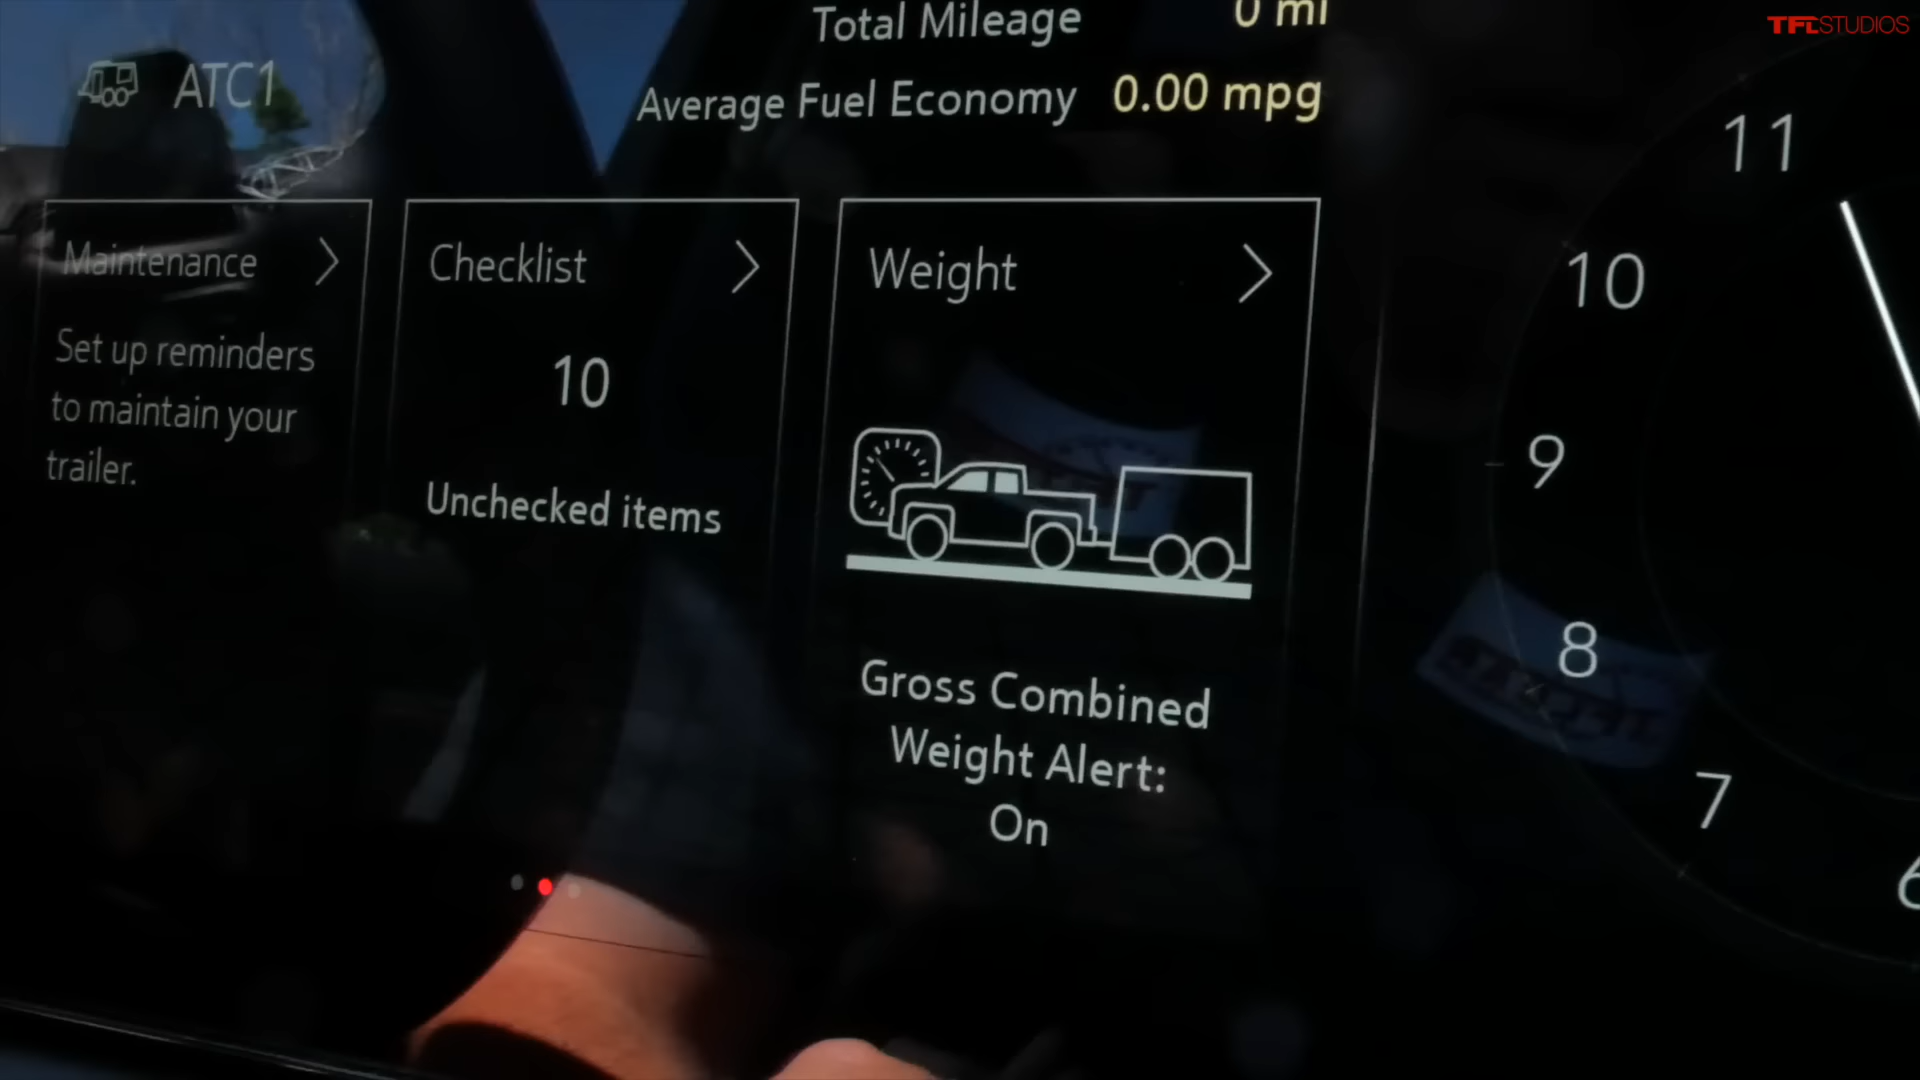 TFLSTUDIOS
Total Mileage 0 mi
ATC1
Average Fuel Economy 0.00 mpg
Maintenance
Set up reminders
to maintain your
trailer.
Checklist
10
Unchecked items
Weight
Gross Combined
Weight Alert:
On
11
10
9
8
7
6